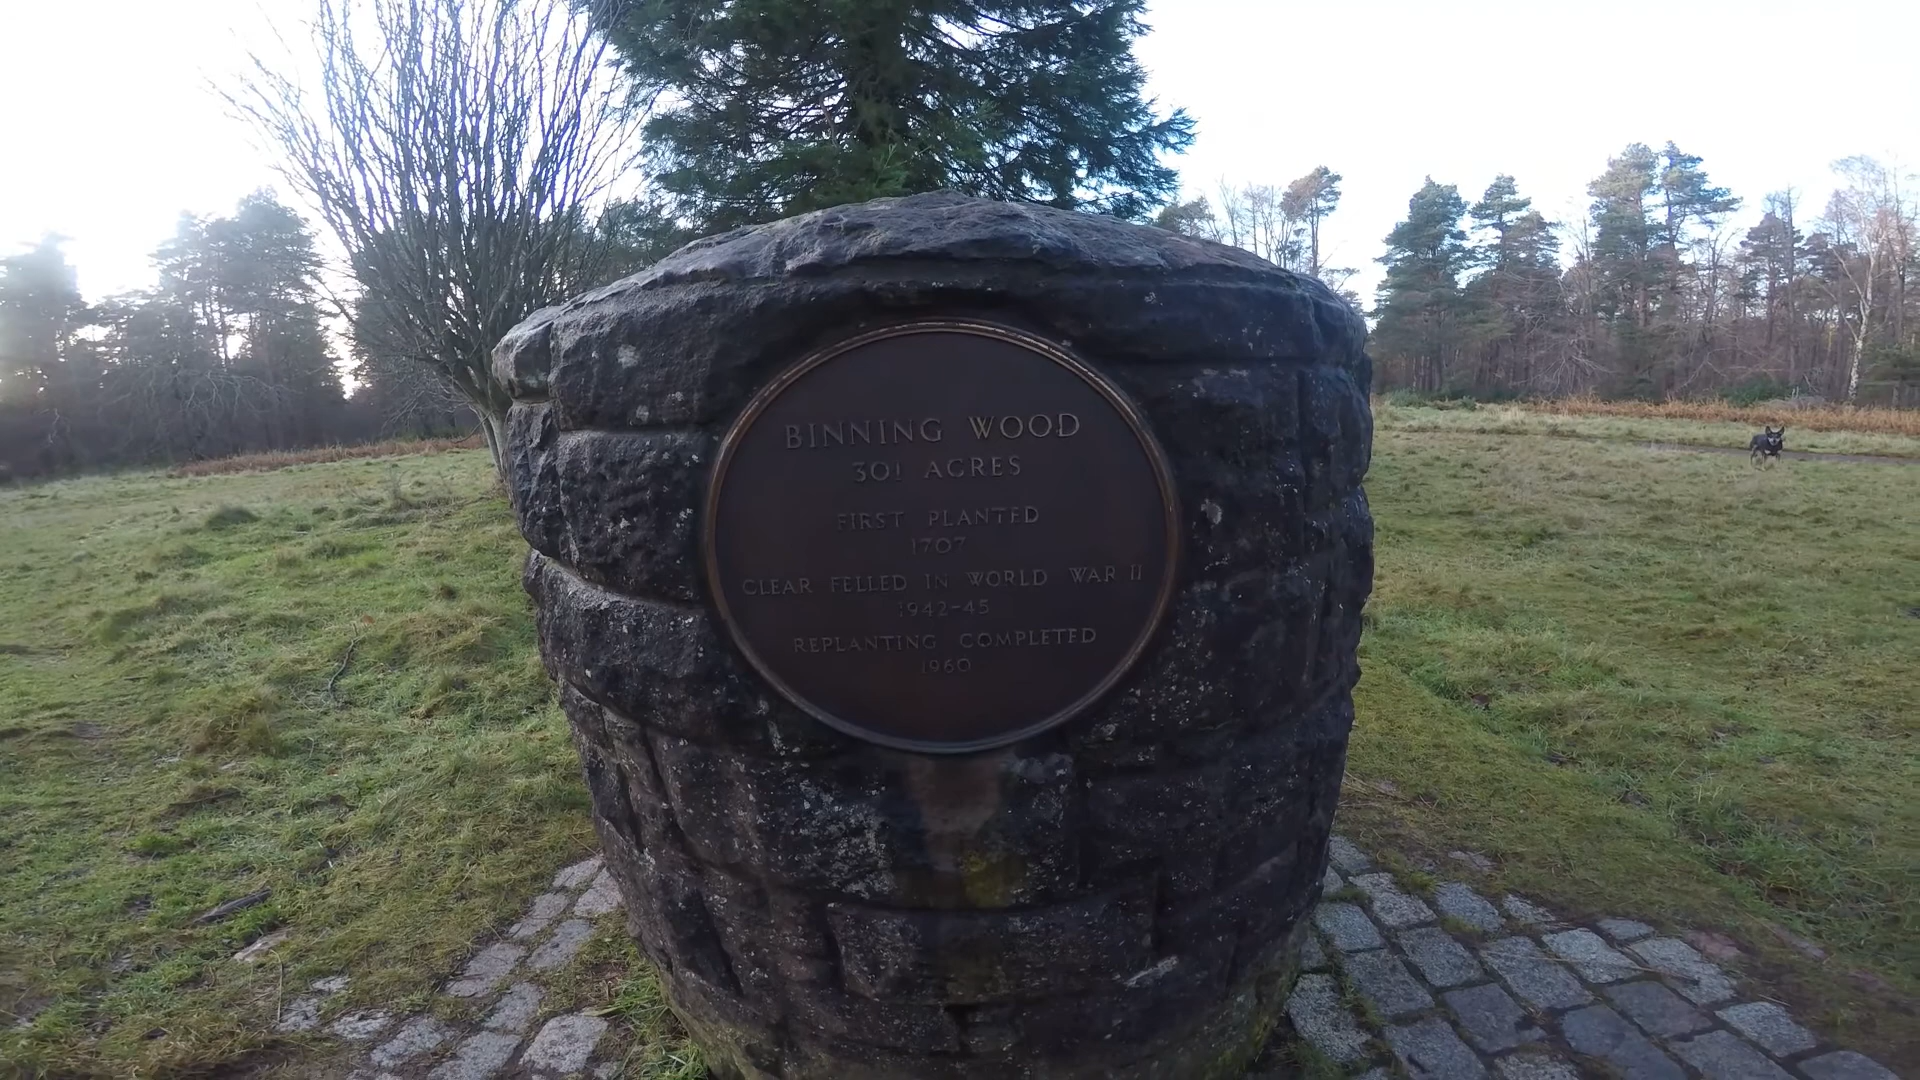 BINNING WOOD
301 ACRES
FIRST PLANTED
1707
CLEAR FELLED IN WORLD WAR II
1942-45
REPLANTING COMPLETED
1960